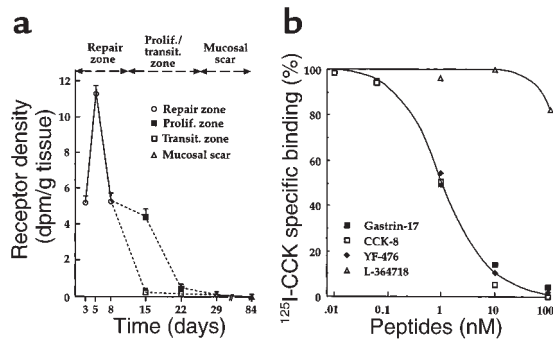 a
Repair zone
Prolif./ transit. zone
Mucosal scar
Receptor density (dpm/g tissue)
12
10
8
6
4
2
0
Repair zone
Prolif. zone
Transit. zone
Mucosal scar
3 5 8 15 22 29 84
Time (days)
b
125I-CCK specific binding (%)
100
80
60
40
20
0
Gastrin-17
CCK-8
YF-476
L-364718
.01 .1 1 10 100
Peptides (nM)